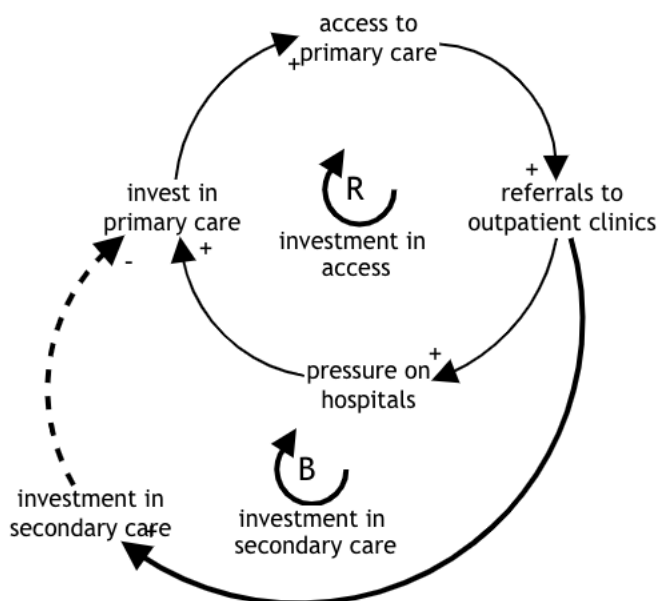 access to
primary care
+
+
invest in
primary care
R
referrals to
outpatient clinics
investment in
access
-
+
pressure on
hospitals
+
B
investment in
secondary care
+
investment in
secondary care